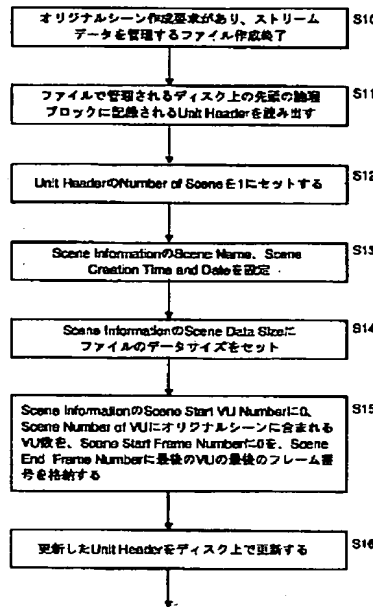 オリジナルシーン作成要求があり、ストリーム
データを管理するファイル作成終了
S10
ファイルで管理されるディスク上の先頭の論理
ブロックに記録されるUnit Headerを読み出す
S11
Unit HeaderのNumber of Sceneを1にセットする
S12
Scene InformationのScene Name、Scene
Creation Time and Dateを設定
S13
Scene InformationのScene Data Sizeに
ファイルのデータサイズをセット
S14
Scene InformationのScene Start VU Numberに0、
Scene Number of VUにオリジナルシーンに含まれる
VU数を、Scene Start Frame Numberに0を、Scene
End Frame Numberに最後のVUの最後のフレーム番
号を格納する
S15
更新したUnit Headerをディスク上で更新する
S16